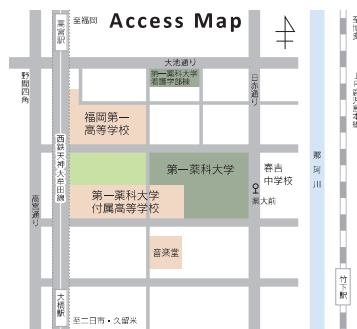 Access Map
高宮駅
至福岡
大池通り
野間四角
第一薬科大学
看護学部棟
日赤通り
福岡第一
高等学校
西鉄天神大牟田線
第一薬科大学
春吉
中学校
那珂川
第一薬科大学
付属高等学校
薬大前
高宮通り
音楽堂
竹下駅
大橋駅
至二日市・久留米